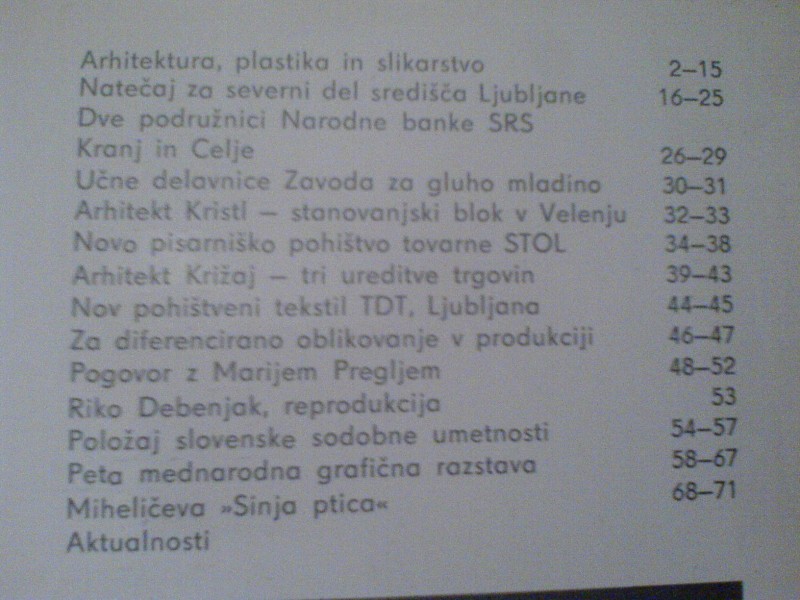 Arhitektura, plastika in slikarstvo 2–15
Natečaj za severni del središča Ljubljane 16–25
Dve podružnici Narodne banke SRS
Kranj in Celje 26–29
Učne delavnice Zavoda za gluho mladino 30–31
Arhitekt Kristl – stanovanjski blok v Velenju 32–33
Novo pisarniško pohištvo tovarne STOL 34–38
Arhitekt Križaj – tri ureditve trgovin 39–43
Nov pohištveni tekstil TDT, Ljubljana 44–45
Za diferencirano oblikovanje v produkciji 46–47
Pogovor z Marijem Pregljem 48–52
Riko Debenjak, reprodukcija 53
Položaj slovenske sodobne umetnosti 54–57
Peta mednarodna grafična razstava 58–67
Miheličeva »Sinja ptica« 68–71
Aktualnosti